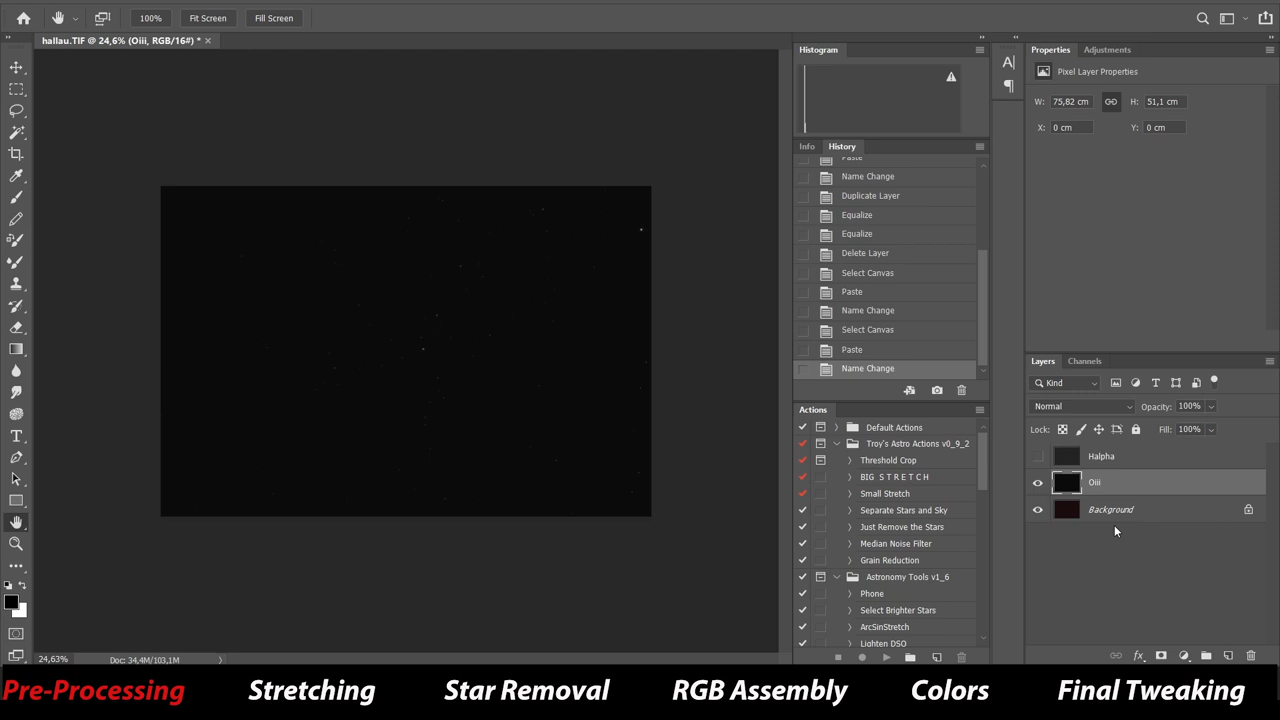 100%
Fit Screen
Fill Screen
hallau.TIF @ 24,6% (Oiii, RGB/16#) *
Histogram
Info
History
Paste
Name Change
Duplicate Layer
Equalize
Equalize
Delete Layer
Select Canvas
Paste
Name Change
Select Canvas
Paste
Name Change
Actions
Default Actions
Troy's Astro Actions v0_9_2
Threshold Crop
BIG S T R E T C H
Small Stretch
Separate Stars and Sky
Just Remove the Stars
Median Noise Filter
Grain Reduction
Astronomy Tools v1_6
Phone
Select Brighter Stars
ArcSinStretch
Lighten DSO
Properties
Adjustments
Pixel Layer Properties
W: 75,82 cm
H: 51,1 cm
X: 0 cm
Y: 0 cm
Layers
Channels
Kind
Normal
Opacity: 100%
Lock:
Fill: 100%
Halpha
Oiii
Background
24,63%
Doc: 34,4M/103,1M
Pre-Processing
Stretching
Star Removal
RGB Assembly
Colors
Final Tweaking